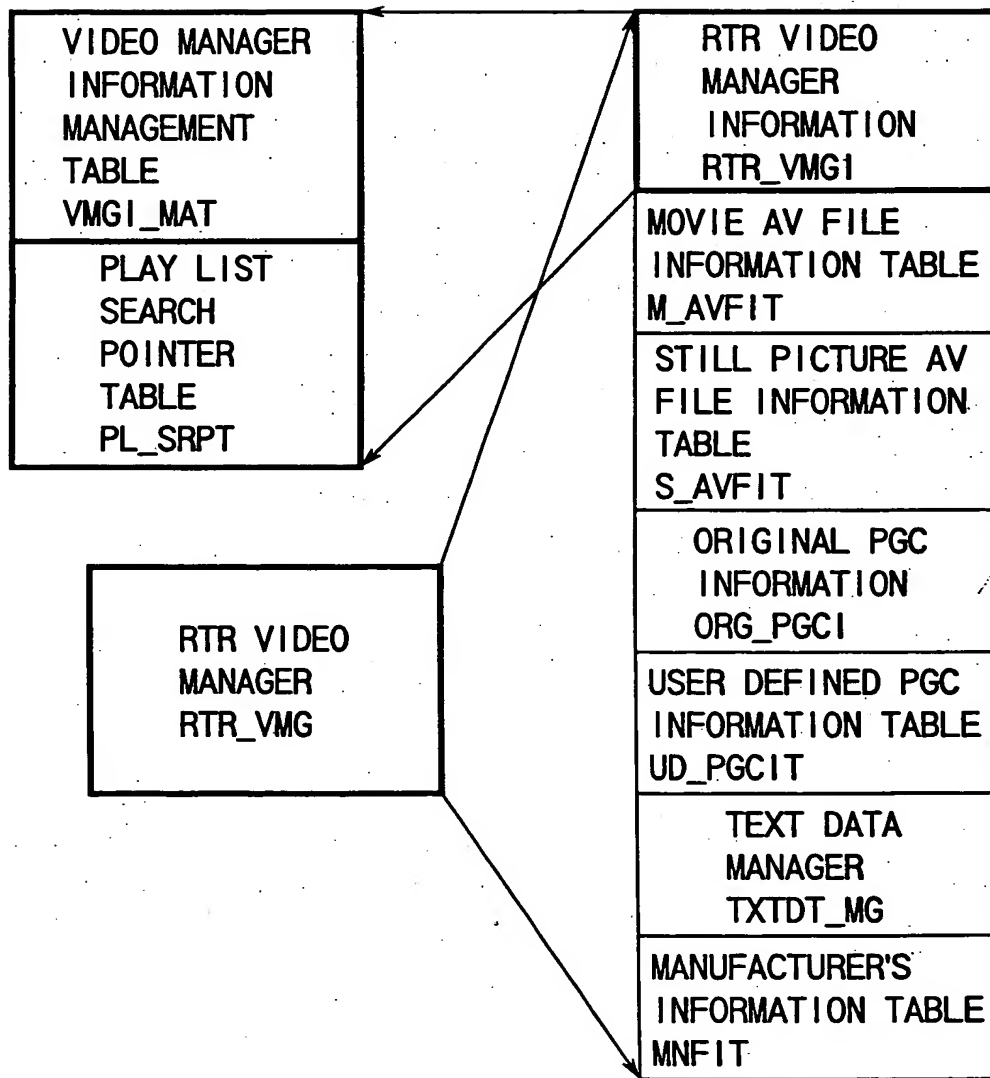 VIDEO MANAGER
INFORMATION
MANAGEMENT
TABLE
VMGI_MAT
PLAY LIST
SEARCH
POINTER
TABLE
PL_SRPT
RTR VIDEO
MANAGER
RTR_VMG
RTR VIDEO
MANAGER
INFORMATION
RTR_VMGI
MOVIE AV FILE
INFORMATION TABLE
M_AVFIT
STILL PICTURE AV
FILE INFORMATION
TABLE
S_AVFIT
ORIGINAL PGC
INFORMATION
ORG_PGCI
USER DEFINED PGC
INFORMATION TABLE
UD_PGCIT
TEXT DATA
MANAGER
TXTDT_MG
MANUFACTURER'S
INFORMATION TABLE
MNFIT